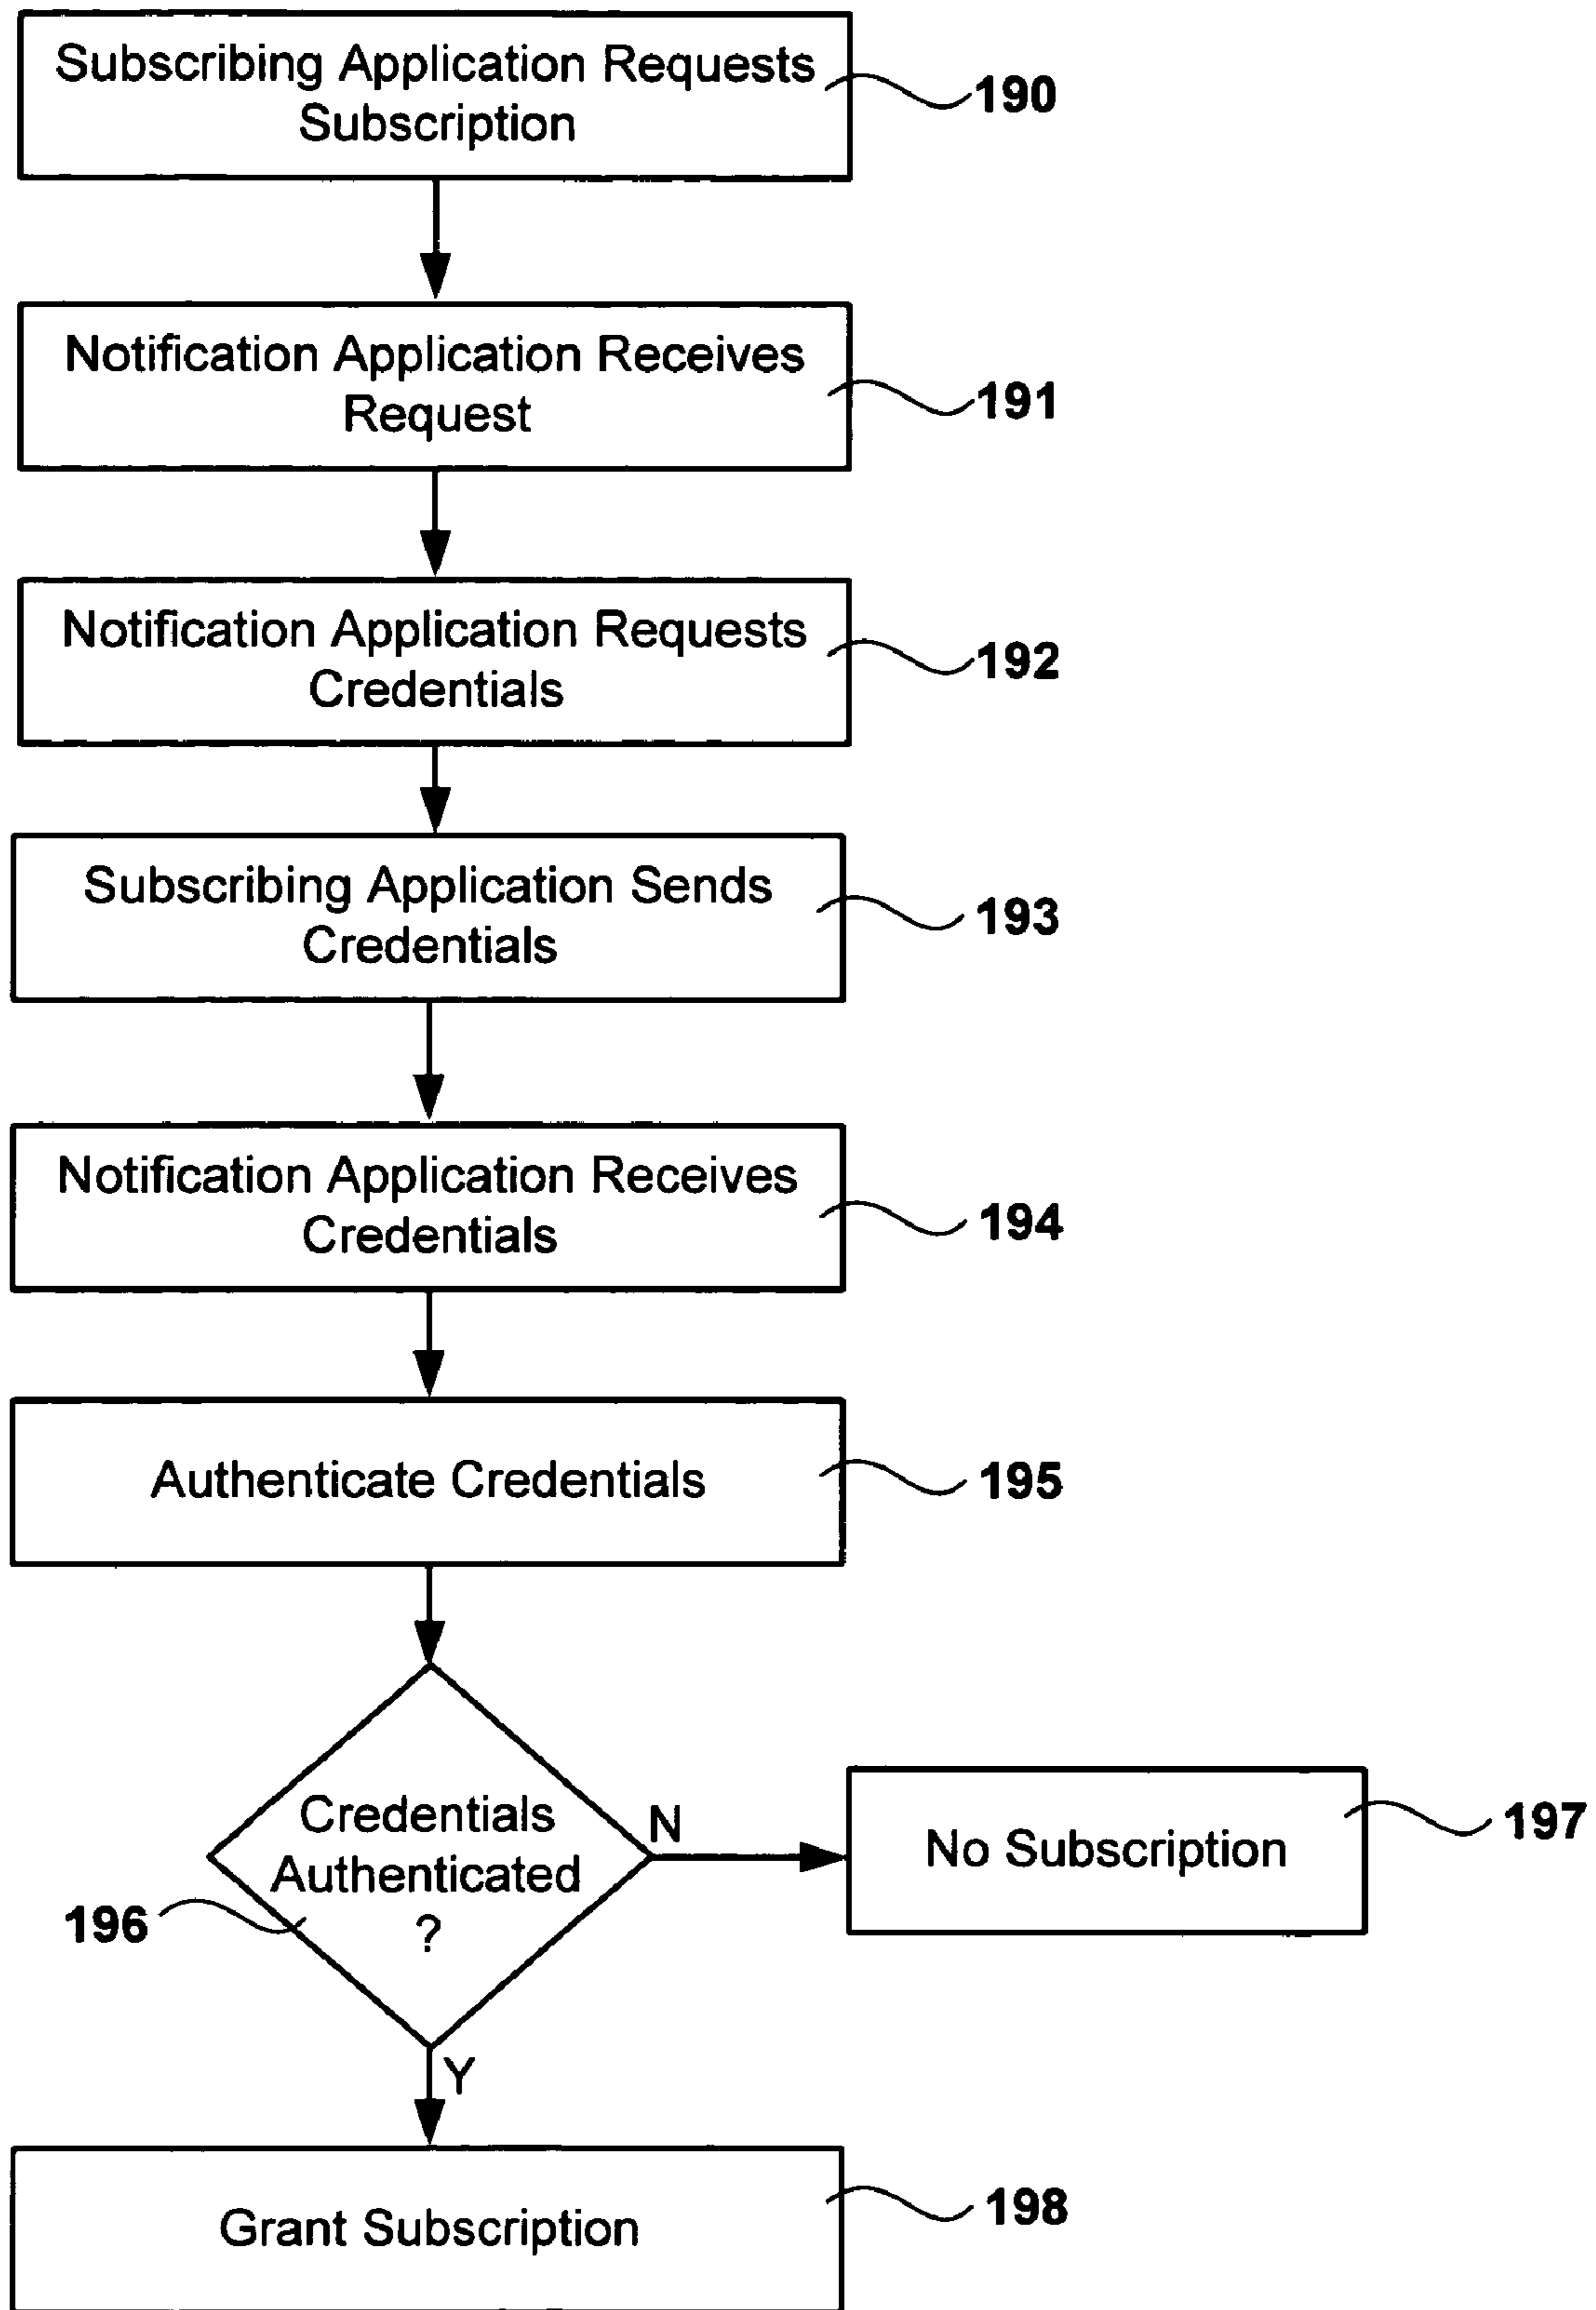 Subscribing Application Requests
Subscription
190
Notification Application Receives
Request
191
Notification Application Requests
Credentials
192
Subscribing Application Sends
Credentials
193
Notification Application Receives
Credentials
194
Authenticate Credentials
195
Credentials
Authenticated
?
196
N
No Subscription
197
Y
Grant Subscription
198